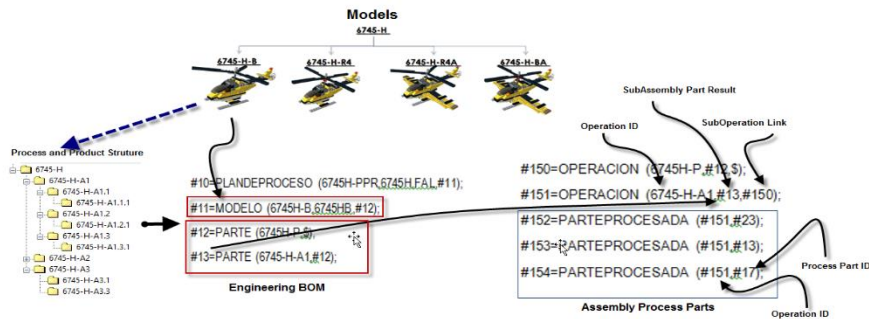 Models
6745-H
6745-H-B
6745-H-R4
6745-H-R4A
6745-H-BA
Process and Product Struture
6745-H
6745-H-A1
6745-H-A1.1
6745-H-A1.1.1
6745-H-A1.2
6745-H-A1.2.1
6745-H-A1.3
6745-H-A1.3.1
6745-H-A2
6745-H-A3
6745-H-A3.1
6745-H-A3.3
#10=PLANDEPROCESO (6745H-PPR,6745H,FAL,#11);
#11=MODELO (6745H-B,6745HB,#12);
#12=PARTE (6745H-P,$);
#13=PARTE (6745-H-A1,#12);
Engineering BOM
SubAssembly Part Result
Operation ID
SubOperation Link
#150=OPERACION (6745H-P,#12,$);
#151=OPERACION (6745-H-A1,#13,#150);
#152=PARTEPROCESADA (#151,#23);
#153=PARTEPROCESADA (#151,#13);
#154=PARTEPROCESADA (#151,#17);
Process Part ID
Assembly Process Parts
Operation ID